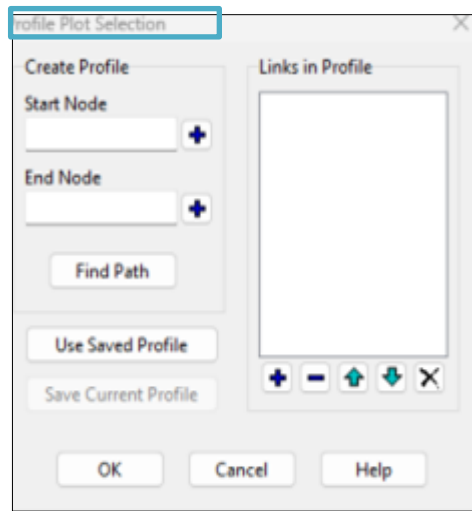 Profile Plot Selection
Create Profile
Start Node
End Node
Find Path
Use Saved Profile
Save Current Profile
Links in Profile
OK
Cancel
Help